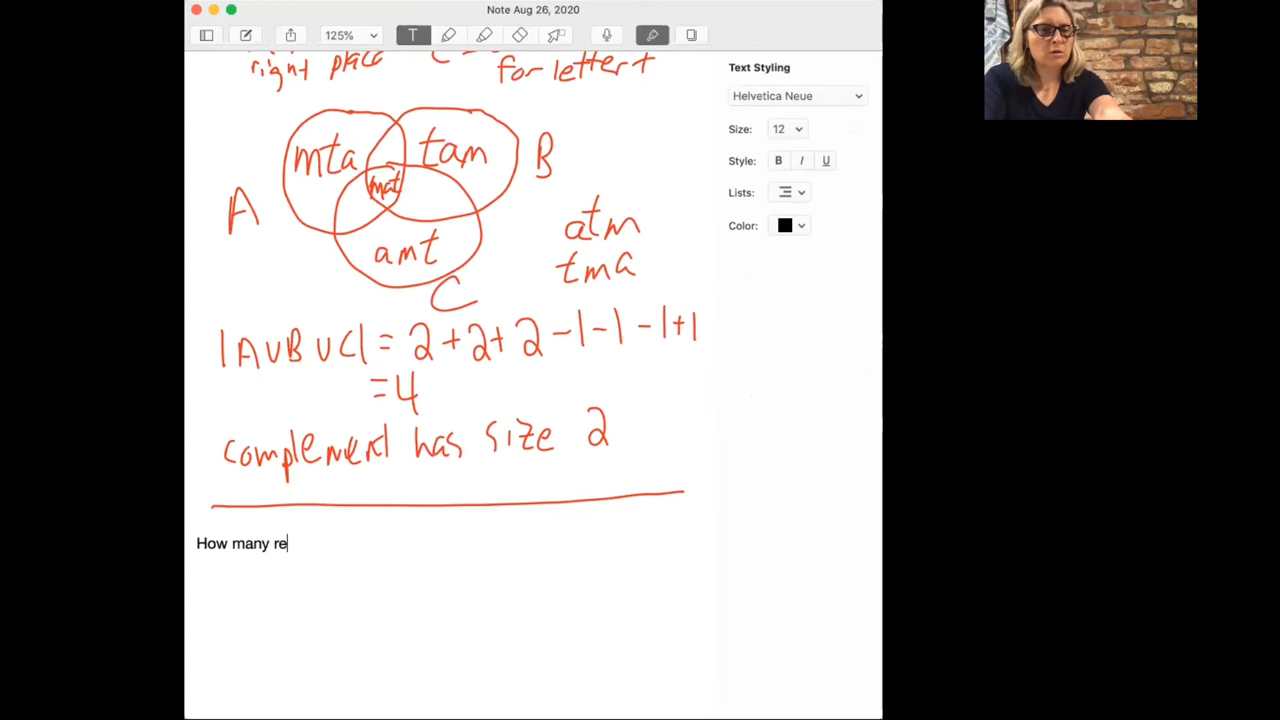 Note Aug 26, 2020
125%
T
right place
for letter t
Text Styling
Helvetica Neue
Size: 12
Style: B I U
Lists:
Color:
mta tam B
mat
A
amt
C
atm
tma
|A∪B∪C| = 2+2+2-1-1-1+1
=4
complement has size 2
How many re